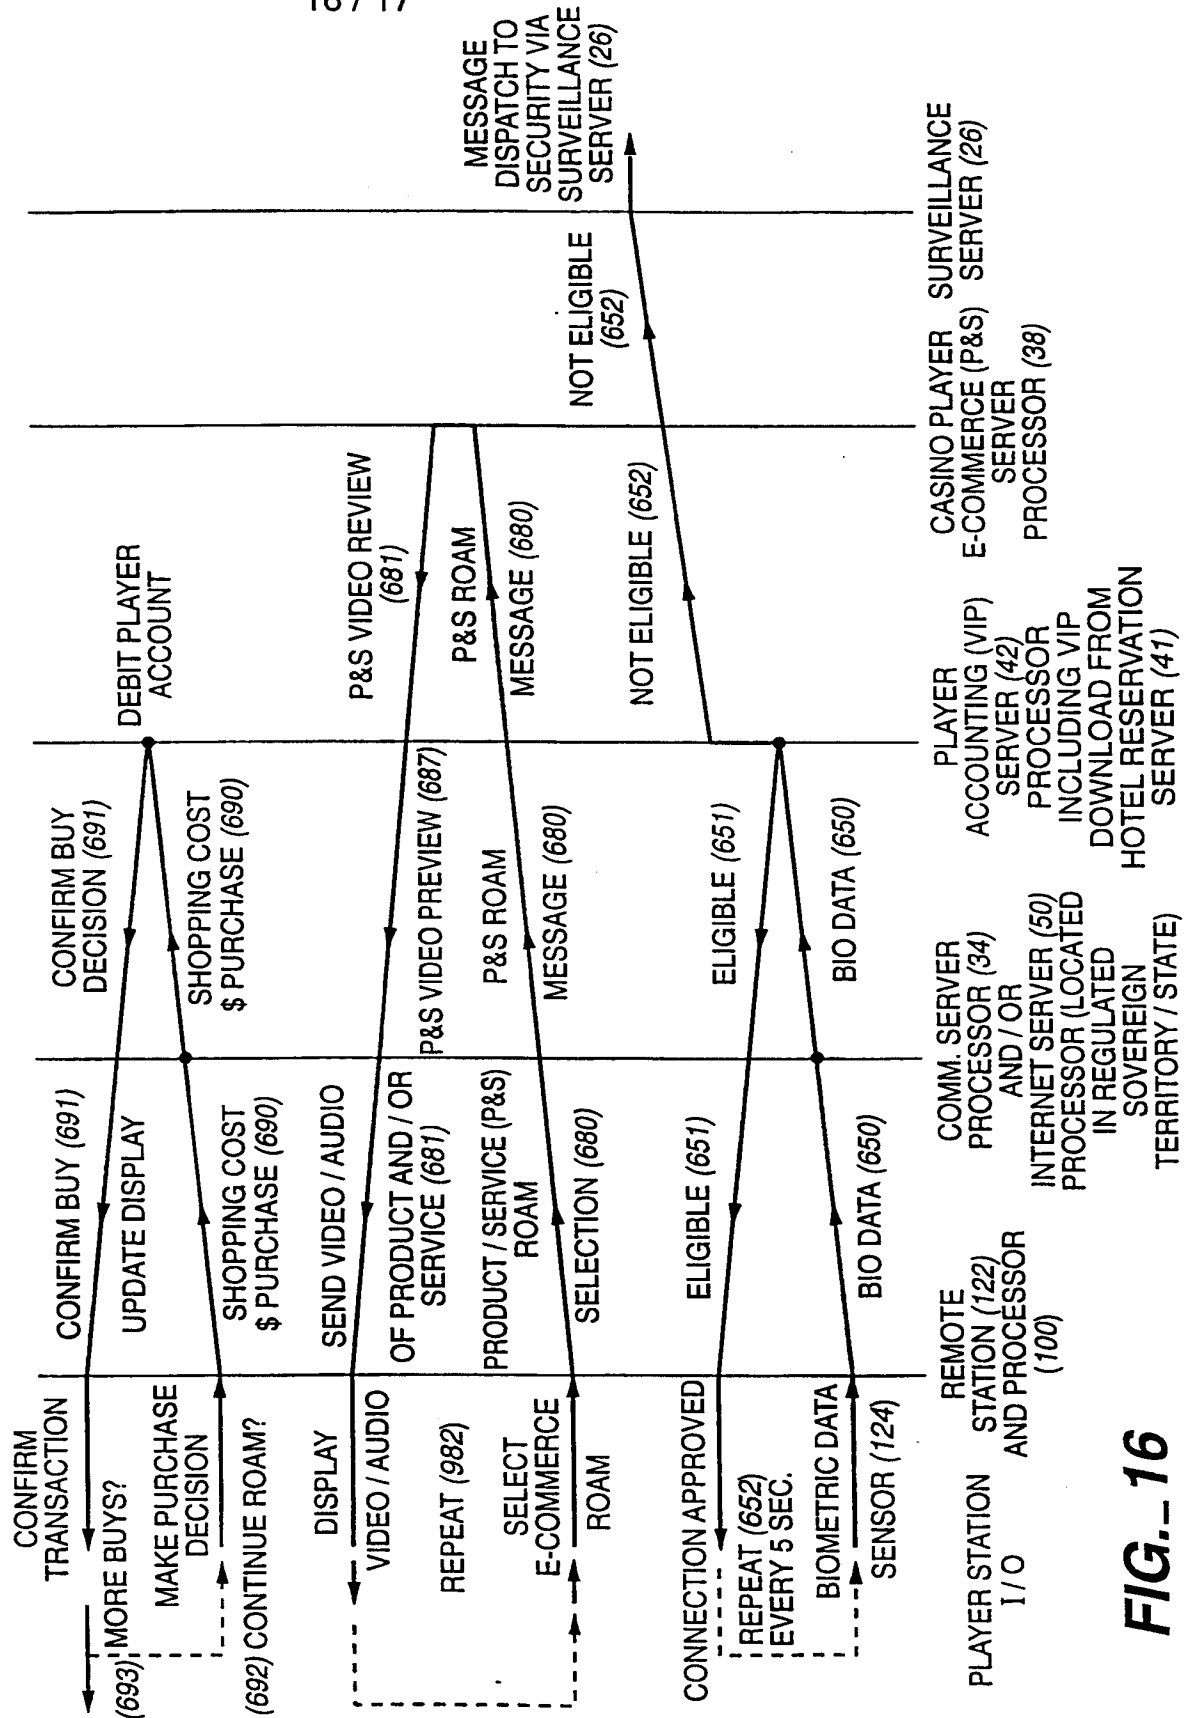 16 / 17
CONFIRM
TRANSACTION
(693)
MORE BUYS?
MAKE PURCHASE
DECISION
(692) CONTINUE ROAM?
DISPLAY
VIDEO / AUDIO
REPEAT (982)
SELECT
E-COMMERCE
ROAM
CONNECTION APPROVED
REPEAT (652)
EVERY 5 SEC.
BIOMETRIC DATA
SENSOR (124)
CONFIRM BUY (691)
UPDATE DISPLAY
SHOPPING COST
$ PURCHASE (690)
SEND VIDEO / AUDIO
OF PRODUCT AND / OR
SERVICE (681)
PRODUCT / SERVICE (P&S)
ROAM
SELECTION (680)
ELIGIBLE (651)
BIO DATA (650)
CONFIRM BUY
DECISION (691)
SHOPPING COST
$ PURCHASE (690)
P&S VIDEO PREVIEW (687)
P&S ROAM
MESSAGE (680)
ELIGIBLE (651)
BIO DATA (650)
DEBIT PLAYER
ACCOUNT
P&S VIDEO REVIEW
(681)
P&S ROAM
MESSAGE (680)
NOT ELIGIBLE (652)
NOT ELIGIBLE
(652)
MESSAGE
DISPATCH TO
SECURITY VIA
SURVEILLANCE
SERVER (26)
PLAYER STATION
I / O
REMOTE
STATION (122)
AND PROCESSOR
(100)
COMM. SERVER
PROCESSOR (34)
AND / OR
INTERNET SERVER (50)
PROCESSOR (LOCATED
IN REGULATED
SOVEREIGN
TERRITORY / STATE)
PLAYER
ACCOUNTING (VIP)
SERVER (42)
PROCESSOR
INCLUDING VIP
DOWNLOAD FROM
HOTEL RESERVATION
SERVER (41)
CASINO PLAYER
E-COMMERCE (P&S)
SERVER
PROCESSOR (38)
SURVEILLANCE
SERVER (26)
FIG._16